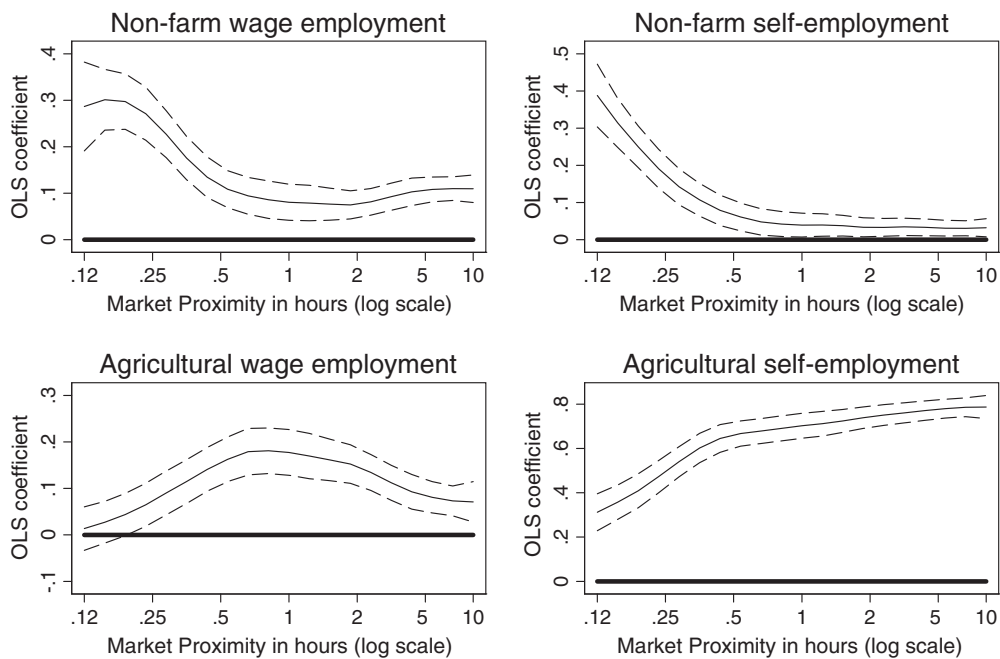 Non-farm wage employment
OLS coefficient
.4
.3
.2
.1
0
.12 .25 .5 1 2 5 10
Market Proximity in hours (log scale)
Non-farm self-employment
OLS coefficient
.5
.4
.3
.2
.1
0
.12 .25 .5 1 2 5 10
Market Proximity in hours (log scale)
Agricultural wage employment
OLS coefficient
.3
.2
.1
0
-.1
.12 .25 .5 1 2 5 10
Market Proximity in hours (log scale)
Agricultural self-employment
OLS coefficient
.8
.6
.4
.2
0
.12 .25 .5 1 2 5 10
Market Proximity in hours (log scale)